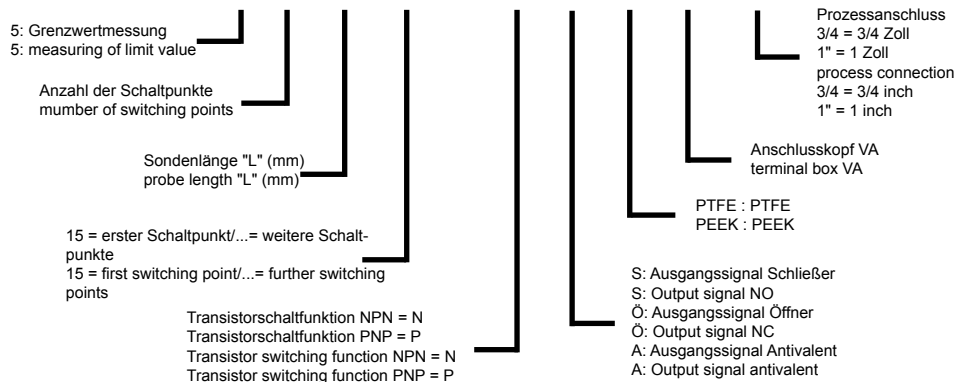 5: Grenzwertmessung
5: measuring of limit value
Anzahl der Schaltpunkte
mumber of switching points
Sondenlänge "L" (mm)
probe length "L" (mm)
15 = erster Schaltpunkt/...= weitere Schalt-
punkte
15 = first switching point/...= further switching
points
Transistorschaltfunktion NPN = N
Transistorschaltfunktion PNP = P
Transistor switching function NPN = N
Transistor switching function PNP = P
Prozessanschluss
3/4 = 3/4 Zoll
1" = 1 Zoll
process connection
3/4 = 3/4 inch
1" = 1 inch
Anschlusskopf VA
terminal box VA
PTFE : PTFE
PEEK : PEEK
S: Ausgangssignal Schließer
S: Output signal NO
Ö: Ausgangssignal Öffner
Ö: Output signal NC
A: Ausgangssignal Antivalent
A: Output signal antivalent